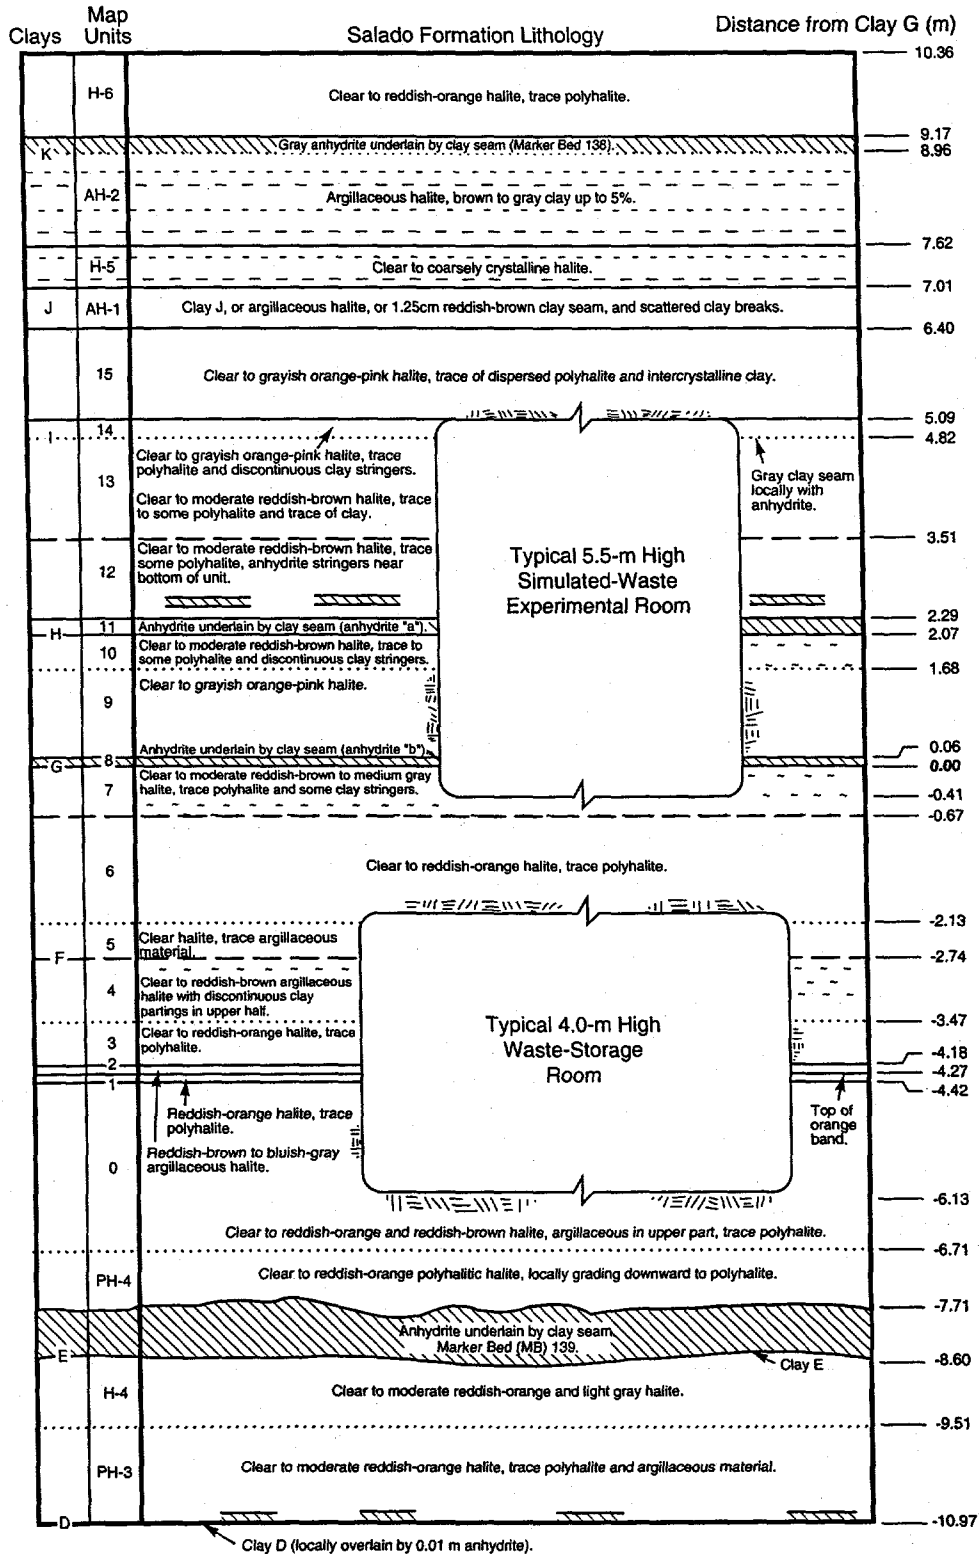 Clays
Map
Units
Salado Formation Lithology
Distance from Clay G (m)
10.36
H-6
Clear to reddish-orange halite, trace polyhalite.
9.17
K
Gray anhydrite underlain by clay seam (Marker Bed 138).
8.96
AH-2
Argillaceous halite, brown to gray clay up to 5%.
7.62
H-5
Clear to coarsely crystalline halite.
7.01
J
AH-1
Clay J, or argillaceous halite, or 1.25cm reddish-brown clay seam, and scattered clay breaks.
6.40
15
Clear to grayish orange-pink halite, trace of dispersed polyhalite and intercrystalline clay.
5.09
14
I
4.82
Clear to grayish orange-pink halite, trace
polyhalite and discontinuous clay stringers.
13
Clear to moderate reddish-brown halite, trace
to some polyhalite and trace of clay.
Gray clay seam
locally with
anhydrite.
3.51
Clear to moderate reddish-brown halite, trace
some polyhalite, anhydrite stringers near
bottom of unit.
12
Typical 5.5-m High
Simulated-Waste
Experimental Room
2.29
11
Anhydrite underlain by clay seam (anhydrite "a").
H
2.07
10
Clear to moderate reddish-brown halite, trace to
some polyhalite and discontinuous clay stringers.
1.68
9
Clear to grayish orange-pink halite.
Anhydrite underlain by clay seam (anhydrite "b").
0.06
8
G
0.00
7
Clear to moderate reddish-brown to medium gray
halite, trace polyhalite and some clay stringers.
-0.41
-0.67
6
Clear to reddish-orange halite, trace polyhalite.
-2.13
5
Clear halite, trace argillaceous
material.
F
-2.74
4
Clear to reddish-brown argillaceous
halite with discontinuous clay
partings in upper half.
-3.47
3
Clear to reddish-orange halite, trace
polyhalite.
Typical 4.0-m High
Waste-Storage
Room
2
-4.18
-4.27
1
-4.42
Reddish-orange halite, trace
polyhalite.
Top of
orange
band.
Reddish-brown to bluish-gray
argillaceous halite.
0
-6.13
Clear to reddish-orange and reddish-brown halite, argillaceous in upper part, trace polyhalite.
-6.71
PH-4
Clear to reddish-orange polyhalitic halite, locally grading downward to polyhalite.
-7.71
Anhydrite underlain by clay seam
Marker Bed (MB) 139.
E
Clay E
-8.60
H-4
Clear to moderate reddish-orange and light gray halite.
-9.51
PH-3
Clear to moderate reddish-orange halite, trace polyhalite and argillaceous material.
D
-10.97
Clay D (locally overlain by 0.01 m anhydrite).